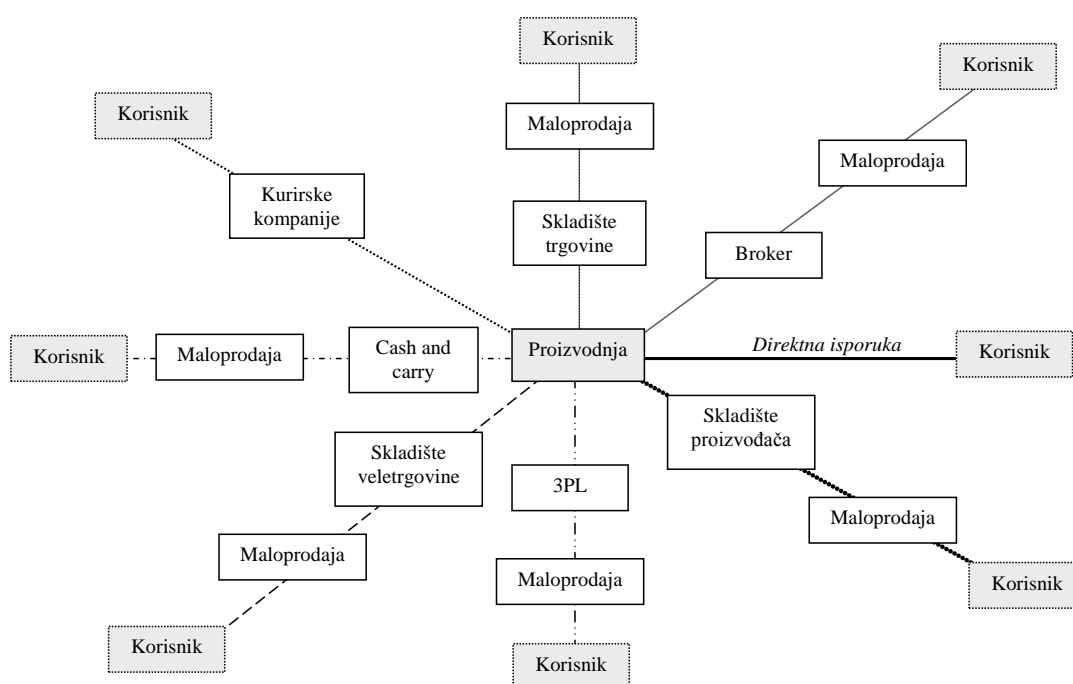 Korisnik
Korisnik
Korisnik
Maloprodaja
Maloprodaja
Kurirske
kompanije
Skladište
trgovine
Broker
Korisnik
Maloprodaja
Cash and
carry
Proizvodnja
Direktna isporuka
Korisnik
Skladište
proizvođača
Skladište
veletrgovine
3PL
Maloprodaja
Maloprodaja
Maloprodaja
Korisnik
Korisnik
Korisnik